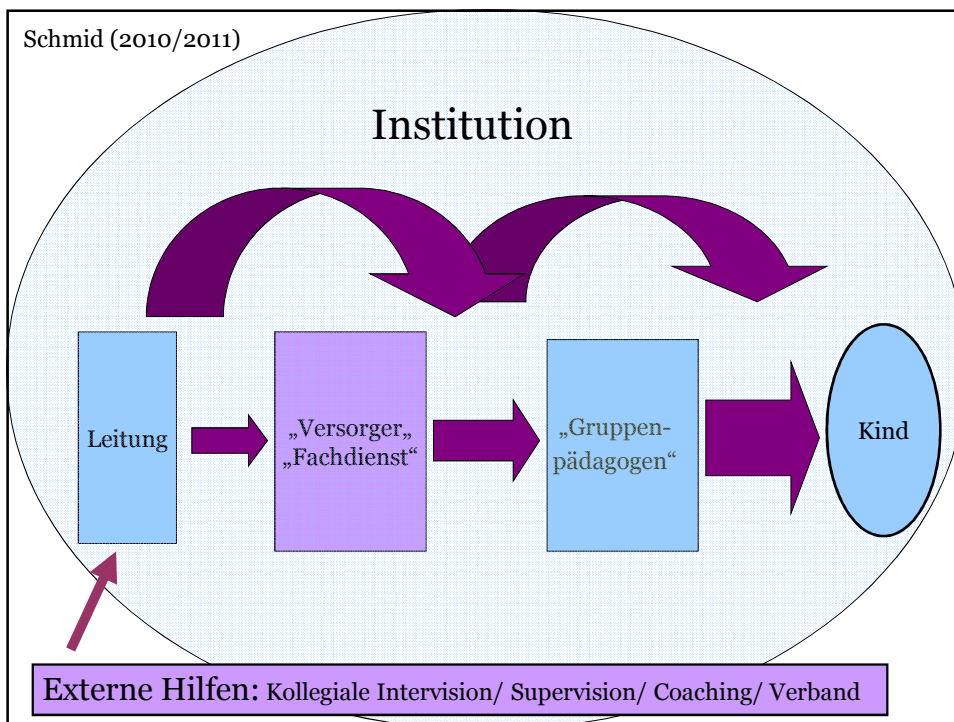 Schmid (2010/2011)
Institution
Leitung
„Versorger„
„Fachdienst“
„Gruppen-
pädagogen“
Kind
Externe Hilfen: Kollegiale Intervision/ Supervision/ Coaching/ Verband